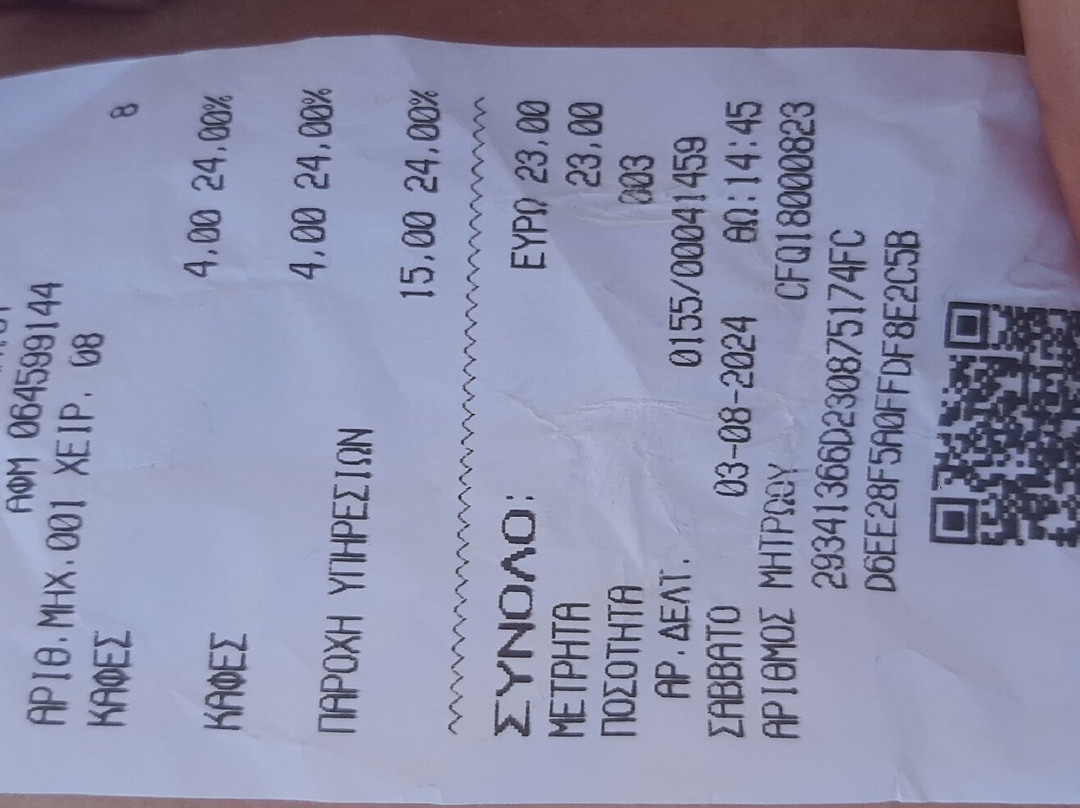 ΑΦΜ 064599144
ΑΡΙΘ.ΜΗΧ.001 ΧΕΙΡ. 08
ΚΑΦΕΣ 8
4,00 24,00%
ΚΑΦΕΣ
4,00 24,00%
ΠΑΡΟΧΗ ΥΠΗΡΕΣΙΩΝ
15,00 24,00%
ΣΥΝΟΛΟ: ΕΥΡΩ 23,00
ΜΕΤΡΗΤΑ 23,00
ΠΟΣΟΤΗΤΑ 003
ΑΡ.ΔΕΛΤ. 0155/00041459
ΣΑΒΒΑΤΟ 03-08-2024 ΘΩ:14:45
ΑΡΙΘΜΟΣ ΜΗΤΡΩΟΥ CFQ18000823
29341366D230875174FC
D6EE28F5A0FFDF8E2C5B